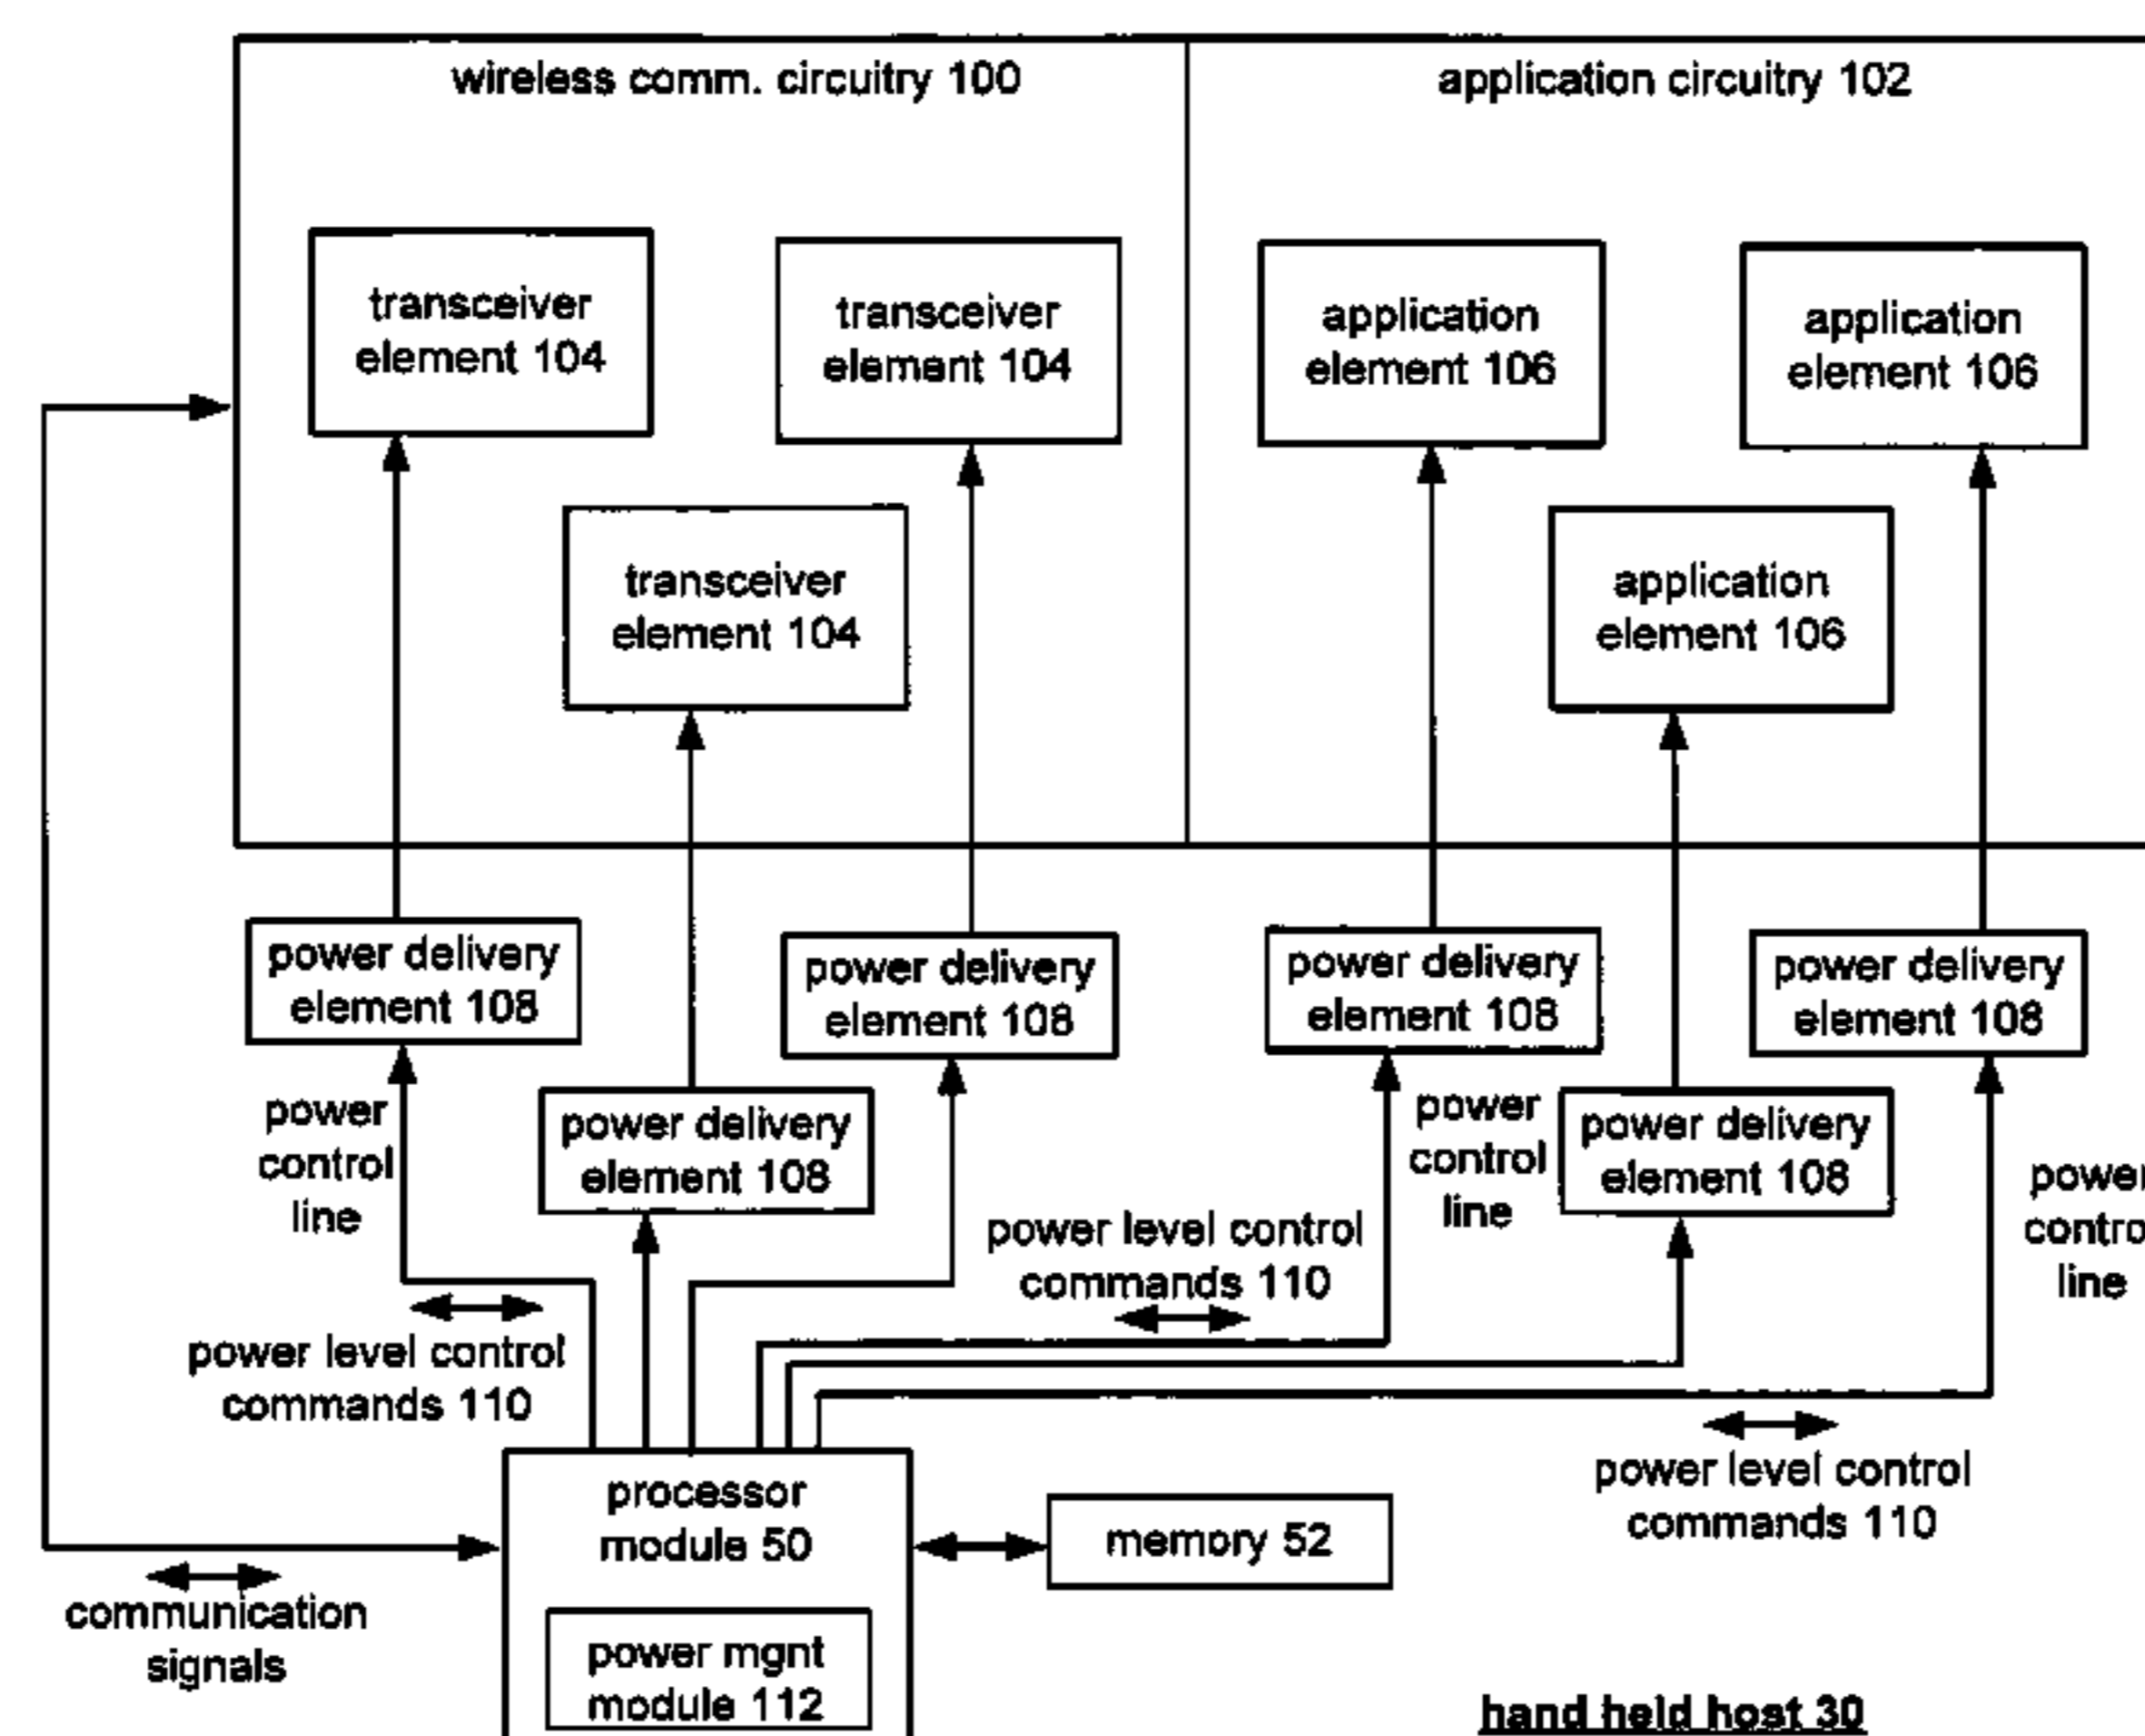 wireless comm. circuitry 100
application circuitry 102
transceiver
element 104
transceiver
element 104
application
element 106
application
element 106
transceiver
element 104
application
element 106
power delivery
element 108
power delivery
element 108
power delivery
element 108
power delivery
element 108
power
control
line
power delivery
element 108
power
control
line
power delivery
element 108
power
control
line
power level control
commands 110
power level control
commands 110
processor
module 50
memory 52
power level control
commands 110
communication
signals
power mgnt
module 112
hand held host 30